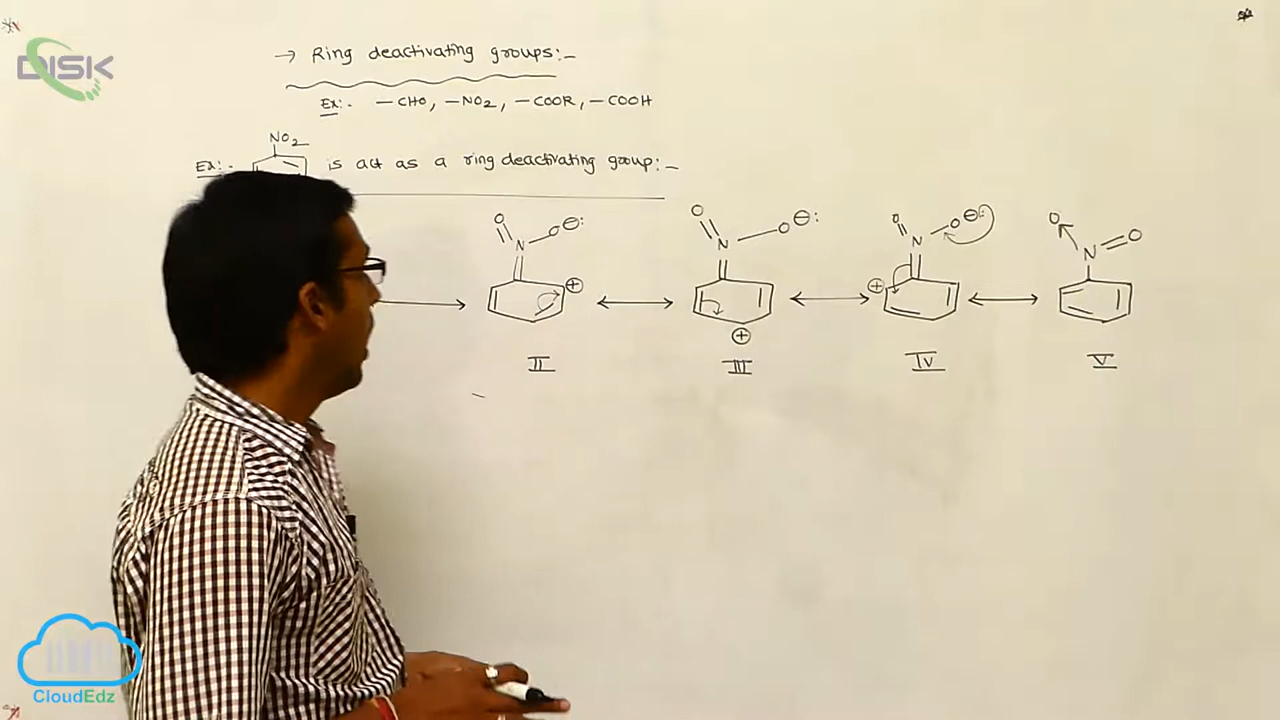 DISK
→ Ring deactivating groups:-
Ex:- —CHO, —NO2, —COOR, —COOH
NO2
Ex:- is act as a ring deactivating group:-
O N O ⊖:
⊕
II
O N O ⊖:
⊕
III
O N O ⊖:
⊕
IV
O N O
V
CloudEdz